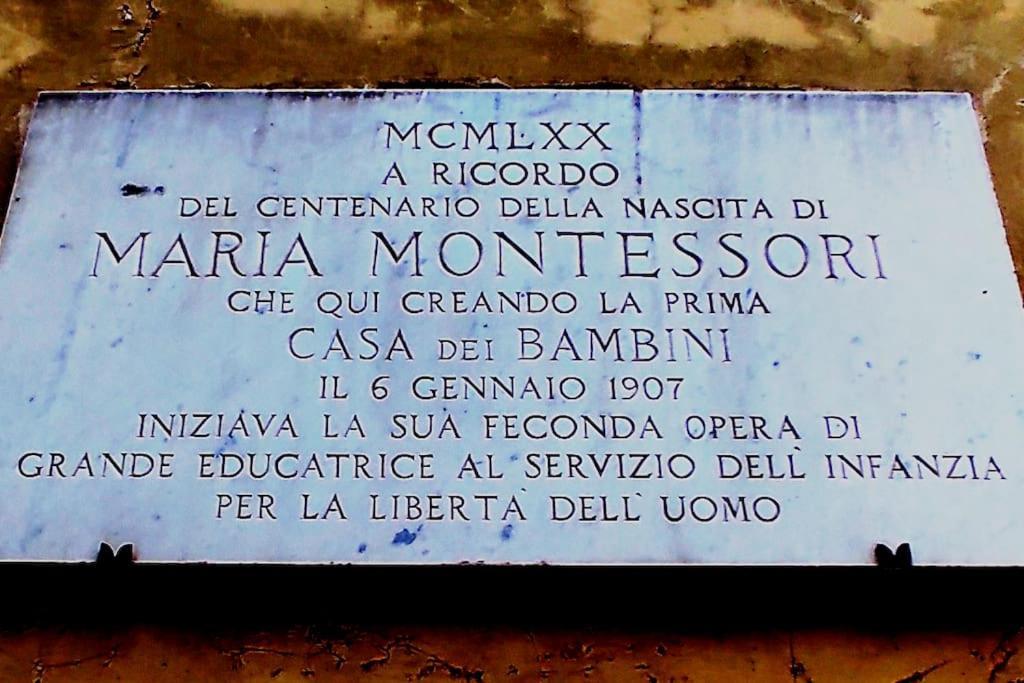 MCMLXX
A RICORDO
DEL CENTENARIO DELLA NASCITA DI
MARIA MONTESSORI
CHE QUI CREANDO LA PRIMA
CASA DEI BAMBINI
IL 6 GENNAIO 1907
INIZIAVA LA SUA FECONDA OPERA DI
GRANDE EDUCATRICE AL SERVIZIO DELL' INFANZIA
PER LA LIBERTA' DELL' UOMO